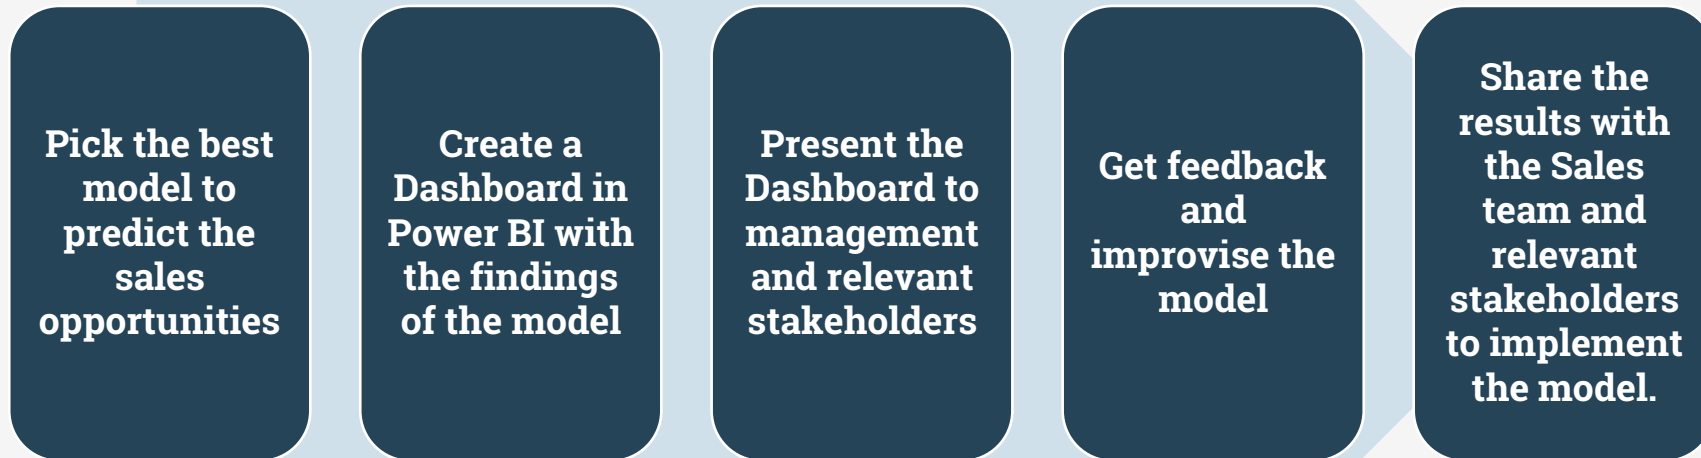 Pick the best
model to
predict the
sales
opportunities
Create a
Dashboard in
Power BI with
the findings
of the model
Present the
Dashboard to
management
and relevant
stakeholders
Get feedback
and
improvise the
model
Share the
results with
the Sales
team and
relevant
stakeholders
to implement
the model.